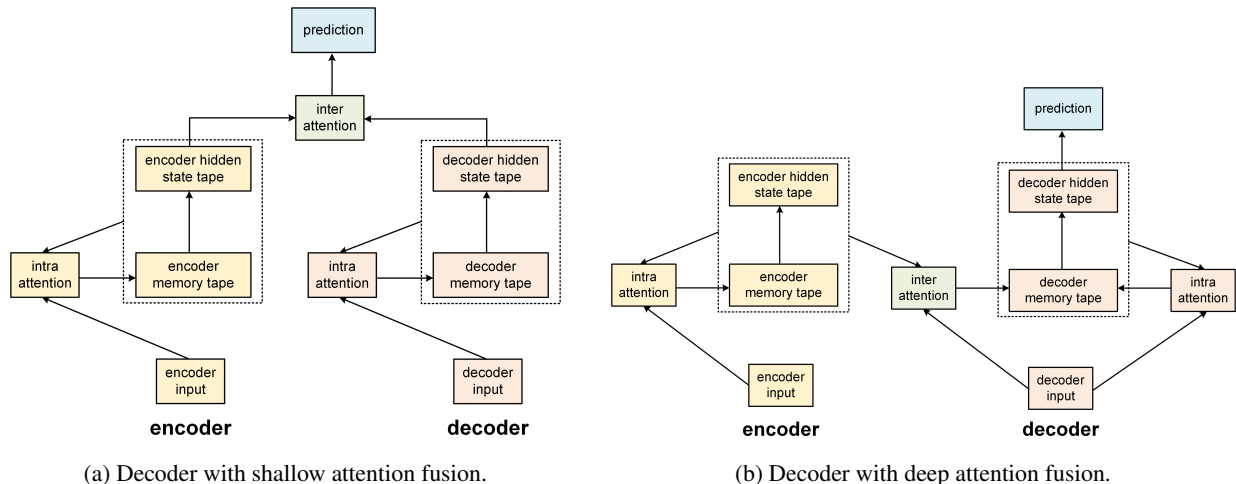 prediction
inter
attention
encoder hidden
state tape
decoder hidden
state tape
intra
attention
encoder
memory tape
intra
attention
decoder
memory tape
encoder
input
decoder
input
encoder
decoder
(a) Decoder with shallow attention fusion.
prediction
encoder hidden
state tape
decoder hidden
state tape
intra
attention
encoder
memory tape
inter
attention
decoder
memory tape
intra
attention
encoder
input
decoder
input
encoder
decoder
(b) Decoder with deep attention fusion.